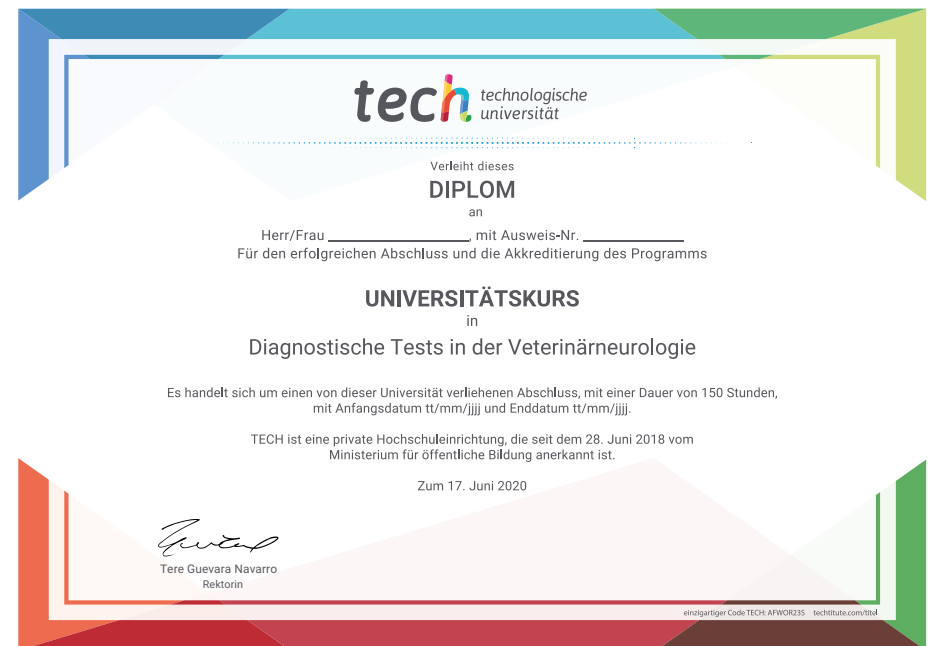 tech technologische
universität
Verleiht dieses
DIPLOM
an
Herr/Frau ____________________, mit Ausweis-Nr. ______________
Für den erfolgreichen Abschluss und die Akkreditierung des Programms
UNIVERSITÄTSKURS
in
Diagnostische Tests in der Veterinärneurologie
Es handelt sich um einen von dieser Universität verliehenen Abschluss, mit einer Dauer von 150 Stunden,
mit Anfangsdatum tt/mm/jjjj und Enddatum tt/mm/jjjj.
TECH ist eine private Hochschuleinrichtung, die seit dem 28. Juni 2018 vom
Ministerium für öffentliche Bildung anerkannt ist.
Zum 17. Juni 2020
Tere Guevara Navarro
Rektorin
einzigartiger Code TECH: AFWOR23S techtitute.com/titel